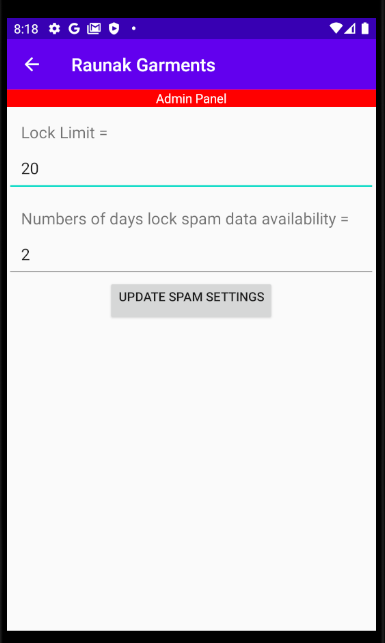 8:18
Raunak Garments
Admin Panel
Lock Limit =
20
Numbers of days lock spam data availability =
2
UPDATE SPAM SETTINGS